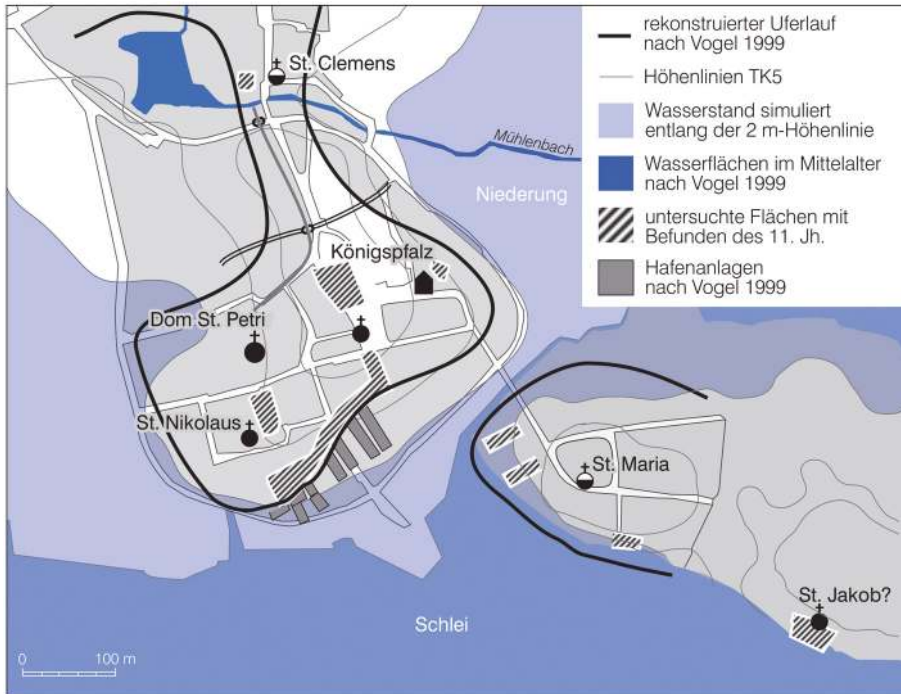 rekonstruierter Uferlauf
nach Vogel 1999
Höhenlinien TK5
Wasserstand simuliert
entlang der 2 m-Höhenlinie
Wasserflächen im Mittelalter
nach Vogel 1999
untersuchte Flächen mit
Befunden des 11. Jh.
Hafenanlagen
nach Vogel 1999
St. Clemens
Mühlenbach
Niederung
Königspfalz
Dom St. Petri
St. Nikolaus
St. Maria
St. Jakob?
Schlei
0 100 m